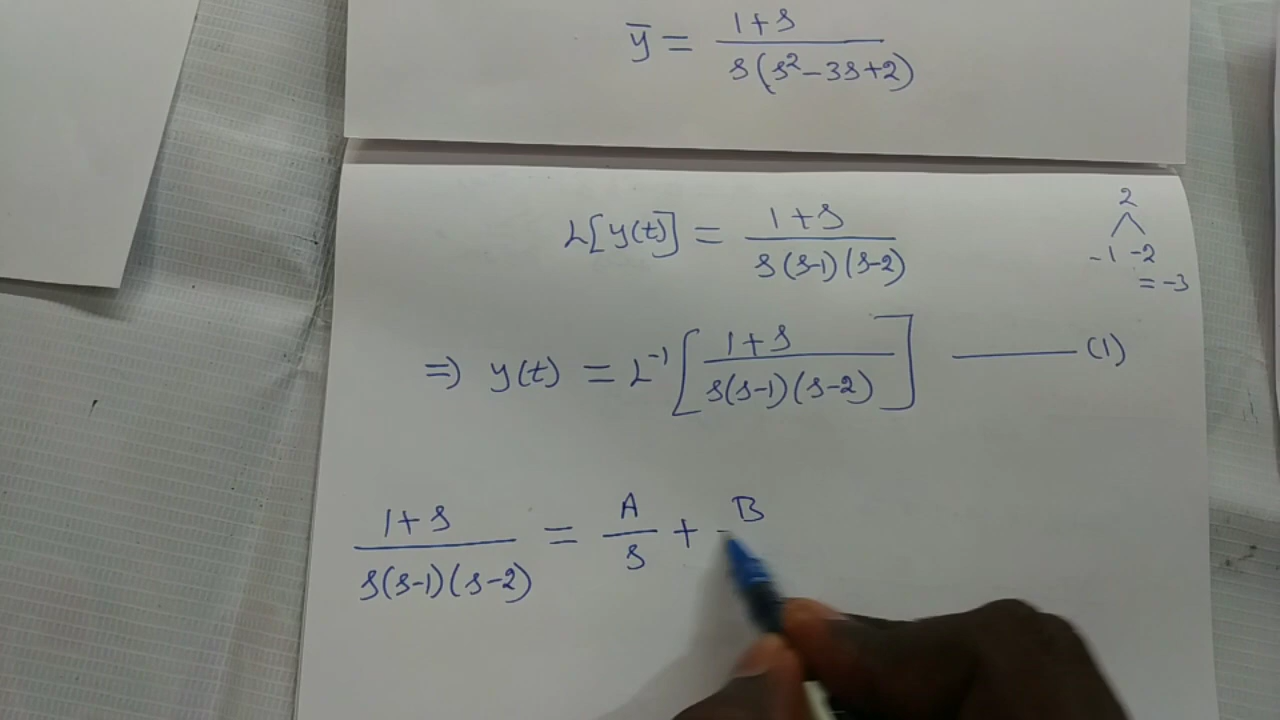 ȳ = (1+s)/(s(s²-3s+2))
2
L[y(t)] = (1+s)/(s(s-1)(s-2))
-1 -2
= -3
=) y(t) = L⁻¹[(1+s)/(s(s-1)(s-2))] ——— (1)
(1+s)/(s(s-1)(s-2)) = A/s + B